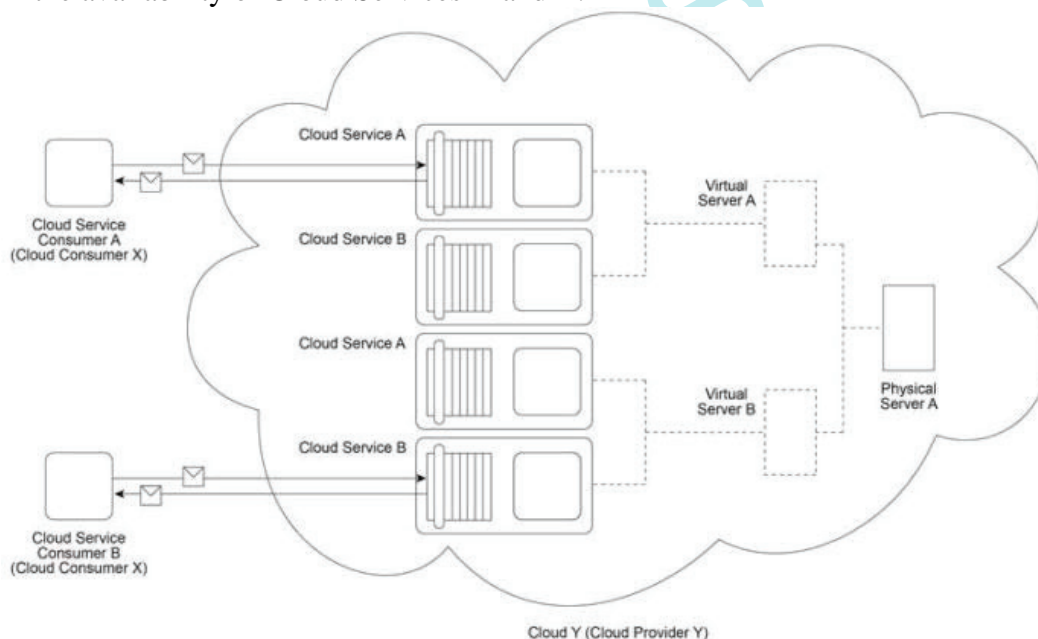 Cloud Service A
Cloud Service
Consumer A
(Cloud Consumer X)
Cloud Service B
Virtual
Server A
Cloud Service A
Physical
Server A
Virtual
Server B
Cloud Service B
Cloud Service
Consumer B
(Cloud Consumer X)
Cloud Y (Cloud Provider Y)